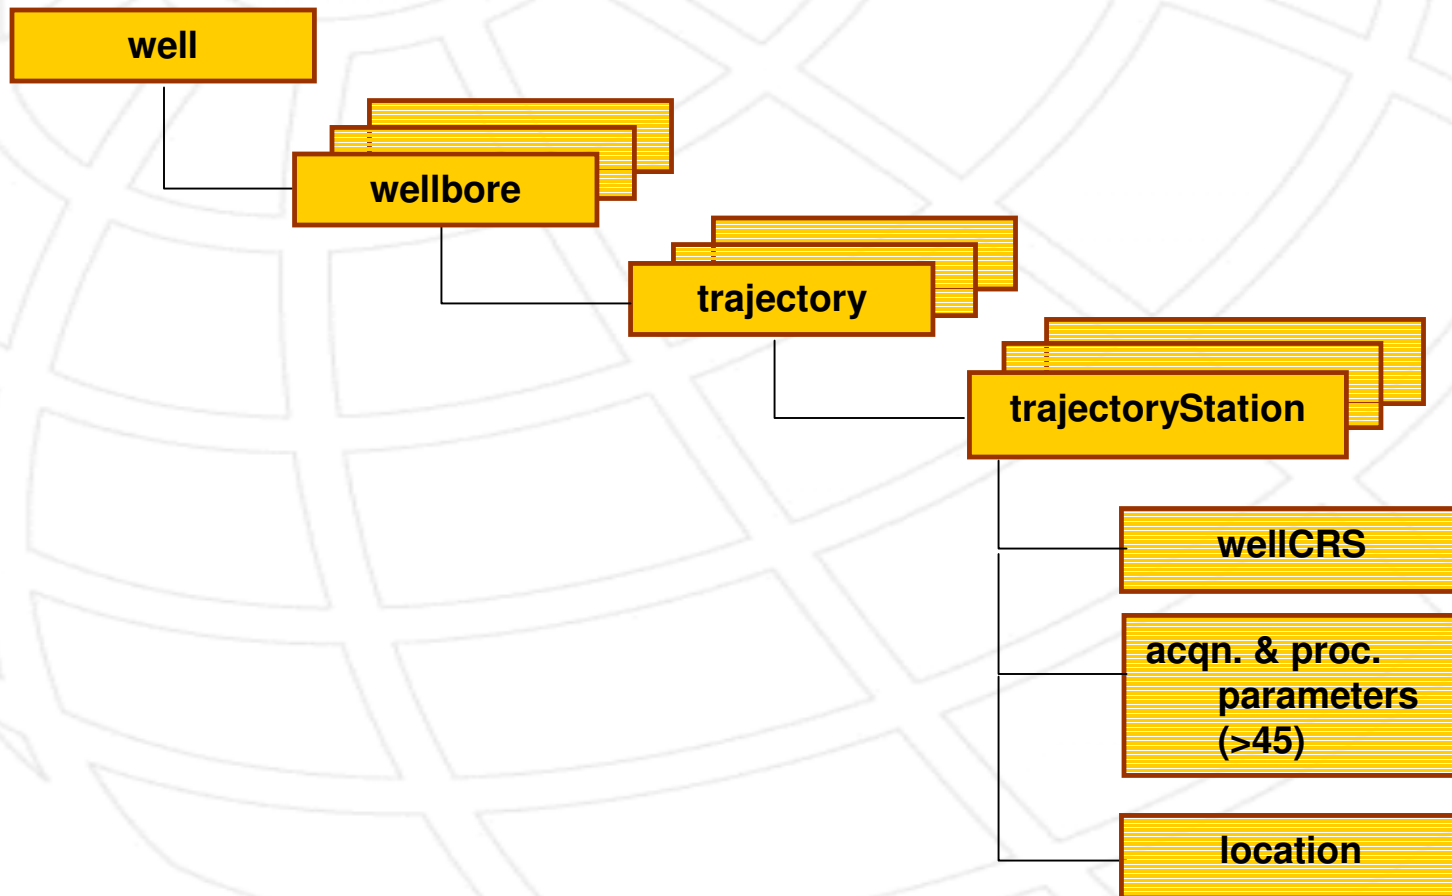 well
wellbore
trajectory
trajectoryStation
wellCRS
acqn. & proc.
parameters
(>45)
location